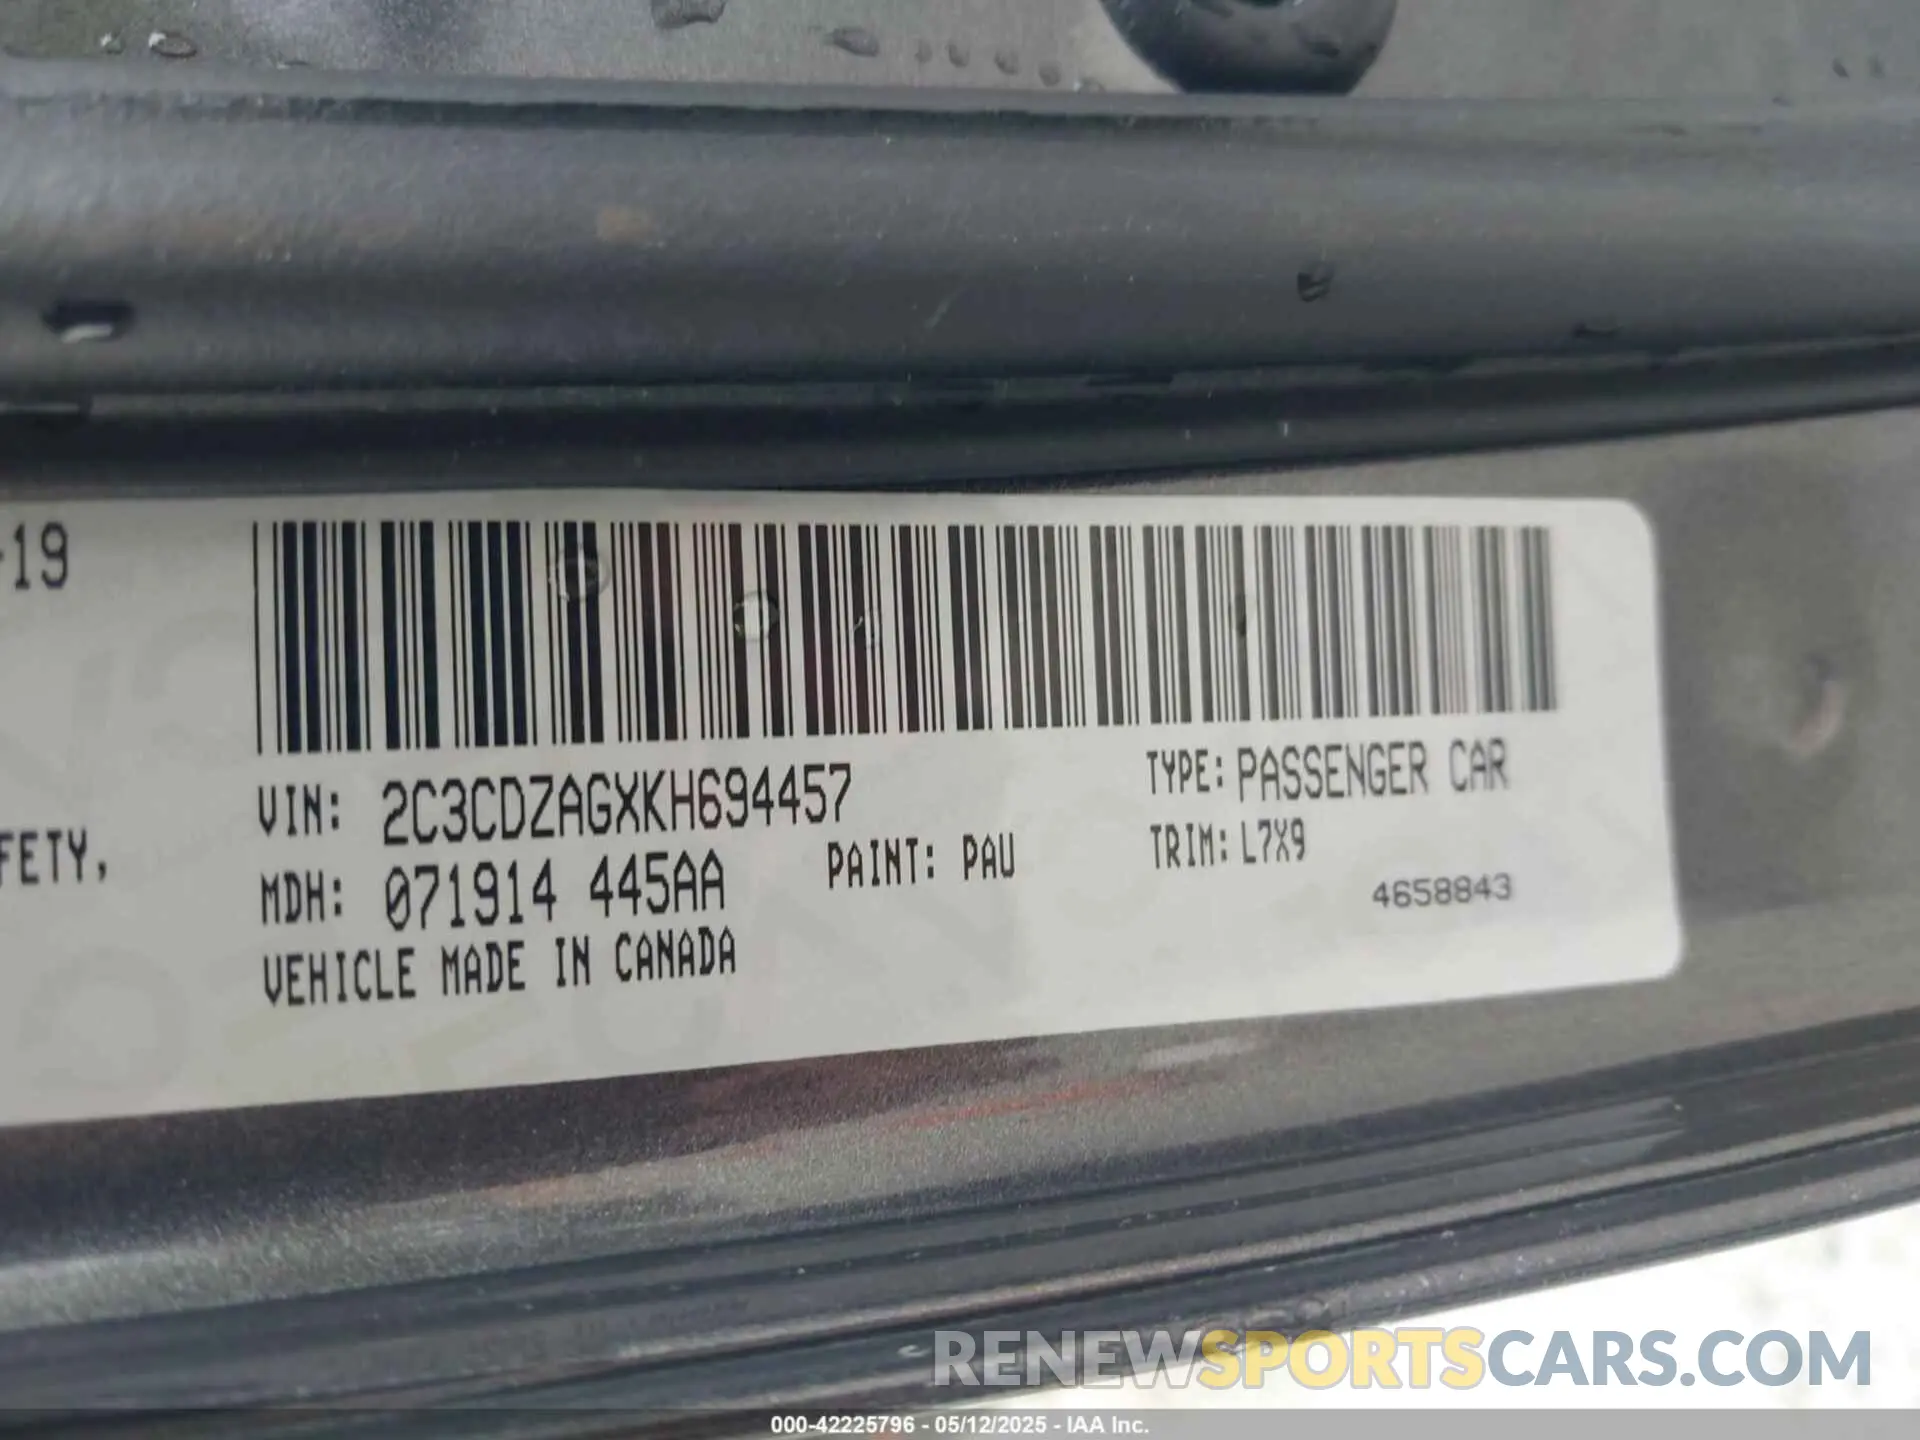 -19
FETY,
VIN: 2C3CDZAGXKH694457
TYPE: PASSENGER CAR
MDH: 071914 445AA
PAINT: PAU
TRIM: L7X9
4658843
VEHICLE MADE IN CANADA
RENEWSPORTSCARS.COM
000-42225796 - 05/12/2025 - IAA Inc.